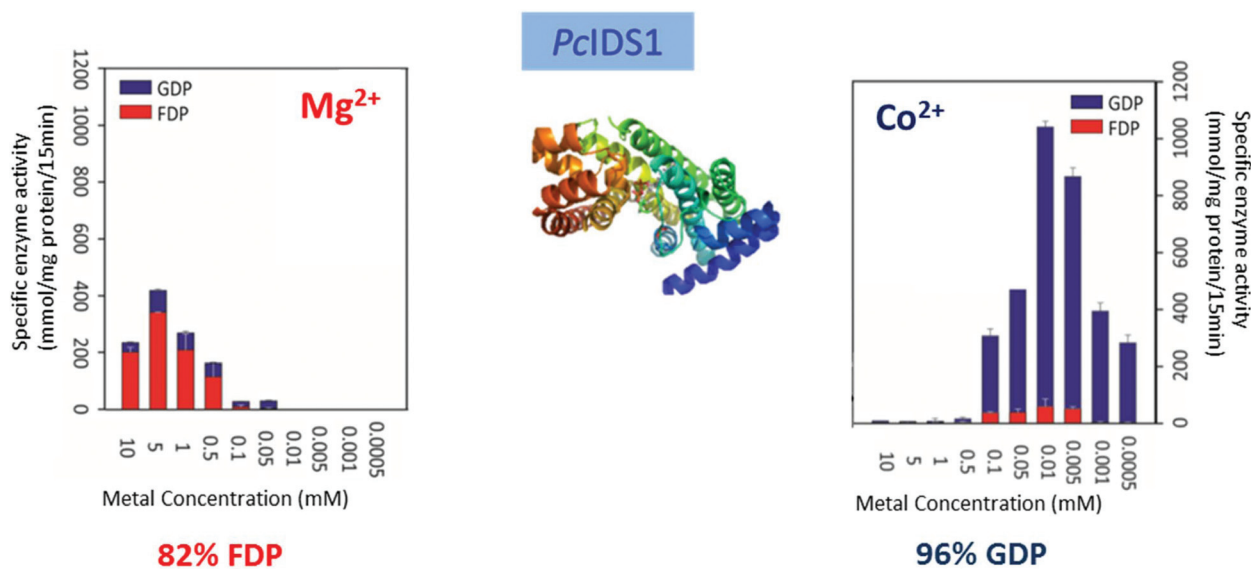 PcIDS1
1200
1000
800
600
400
200
0
Specific enzyme activity
(mmol/mg protein/15min)
GDP
FDP
Mg²⁺
10
5
1
0.5
0.1
0.05
0.01
0.005
0.001
0.0005
Metal Concentration (mM)
82% FDP
Co²⁺
GDP
FDP
1200
1000
800
600
400
200
0
Specific enzyme activity
(mmol/mg protein/15min)
10
5
1
0.5
0.1
0.05
0.01
0.005
0.001
0.0005
Metal Concentration (mM)
96% GDP